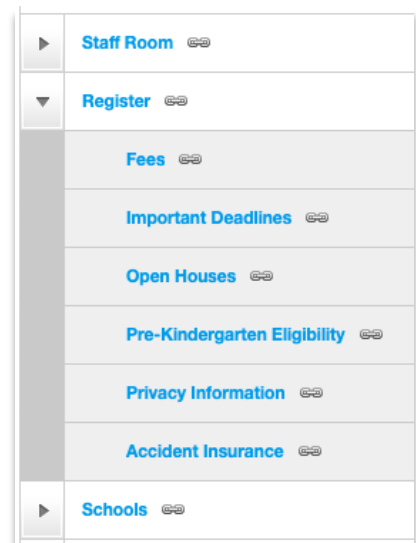 Staff Room
Register
Fees
Important Deadlines
Open Houses
Pre-Kindergarten Eligibility
Privacy Information
Accident Insurance
Schools